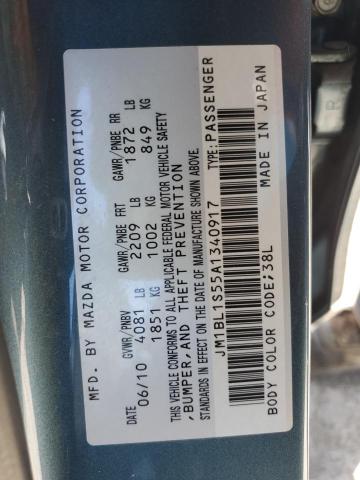 MFD. BY MAZDA MOTOR CORPORATION
DATE GVWR/PNBV GAWR/PNBE FRT GAWR/PNBE RR
06/10 4081 LB 2209 LB 1872 LB
1851 KG 1002 KG 849 KG
THIS VEHICLE CONFORMS TO ALL APPLICABLE FEDERAL MOTOR VEHICLE SAFETY
,BUMPER,AND THEFT PREVENTION
STANDARDS IN EFFECT ON THE DATE OF MANUFACTURE SHOWN ABOVE.
JM1BL1S55A1340917 TYPE:PASSENGER
BODY COLOR CODE;38L MADE IN JAPAN